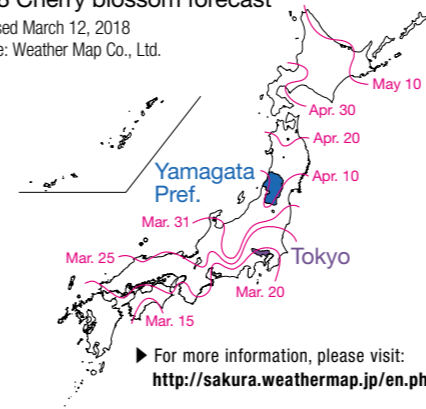 8 Cherry blossom forecast
sed March 12, 2018
e: Weather Map Co., Ltd.
May 10
Apr. 30
Apr. 20
Yamagata
Pref.
Apr. 10
Mar. 31
Mar. 25
Tokyo
Mar. 20
Mar. 15
▶ For more information, please visit:
http://sakura.weathermap.jp/en.ph